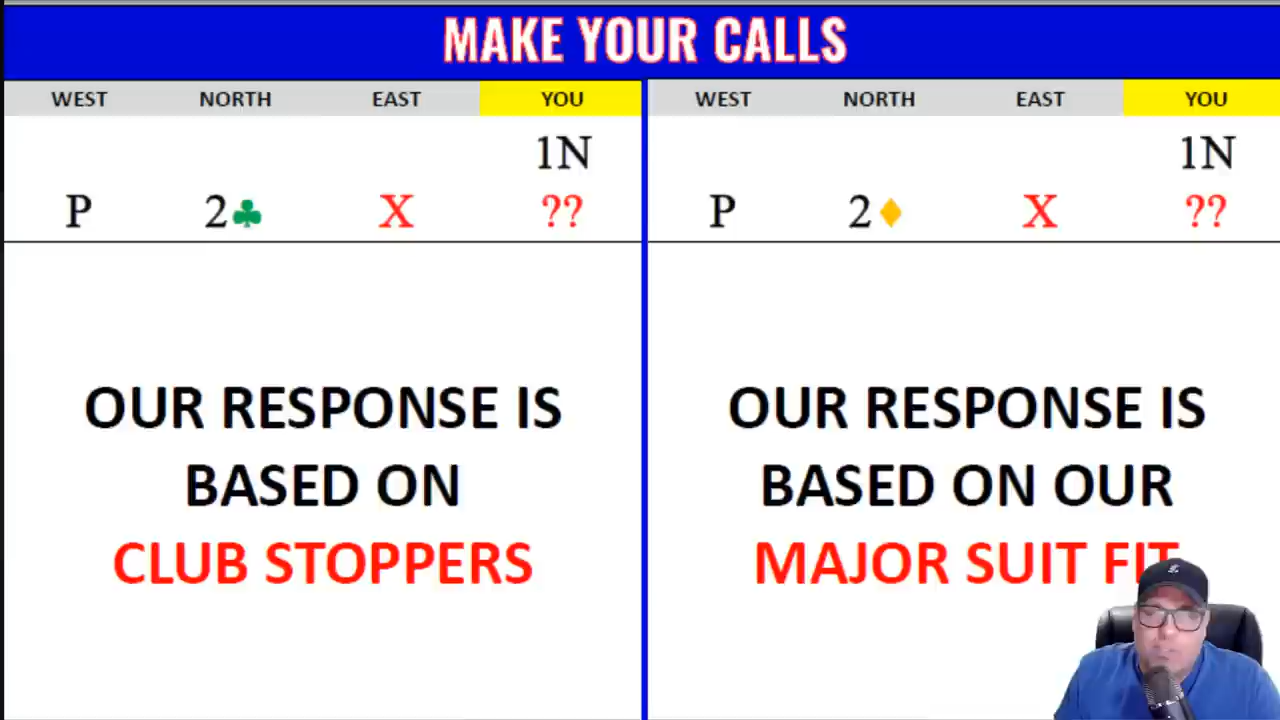 MAKE YOUR CALLS
WEST NORTH EAST YOU
1N
P 2♣ X ??
OUR RESPONSE IS
BASED ON
CLUB STOPPERS
WEST NORTH EAST YOU
1N
P 2♦ X ??
OUR RESPONSE IS
BASED ON OUR
MAJOR SUIT FIT